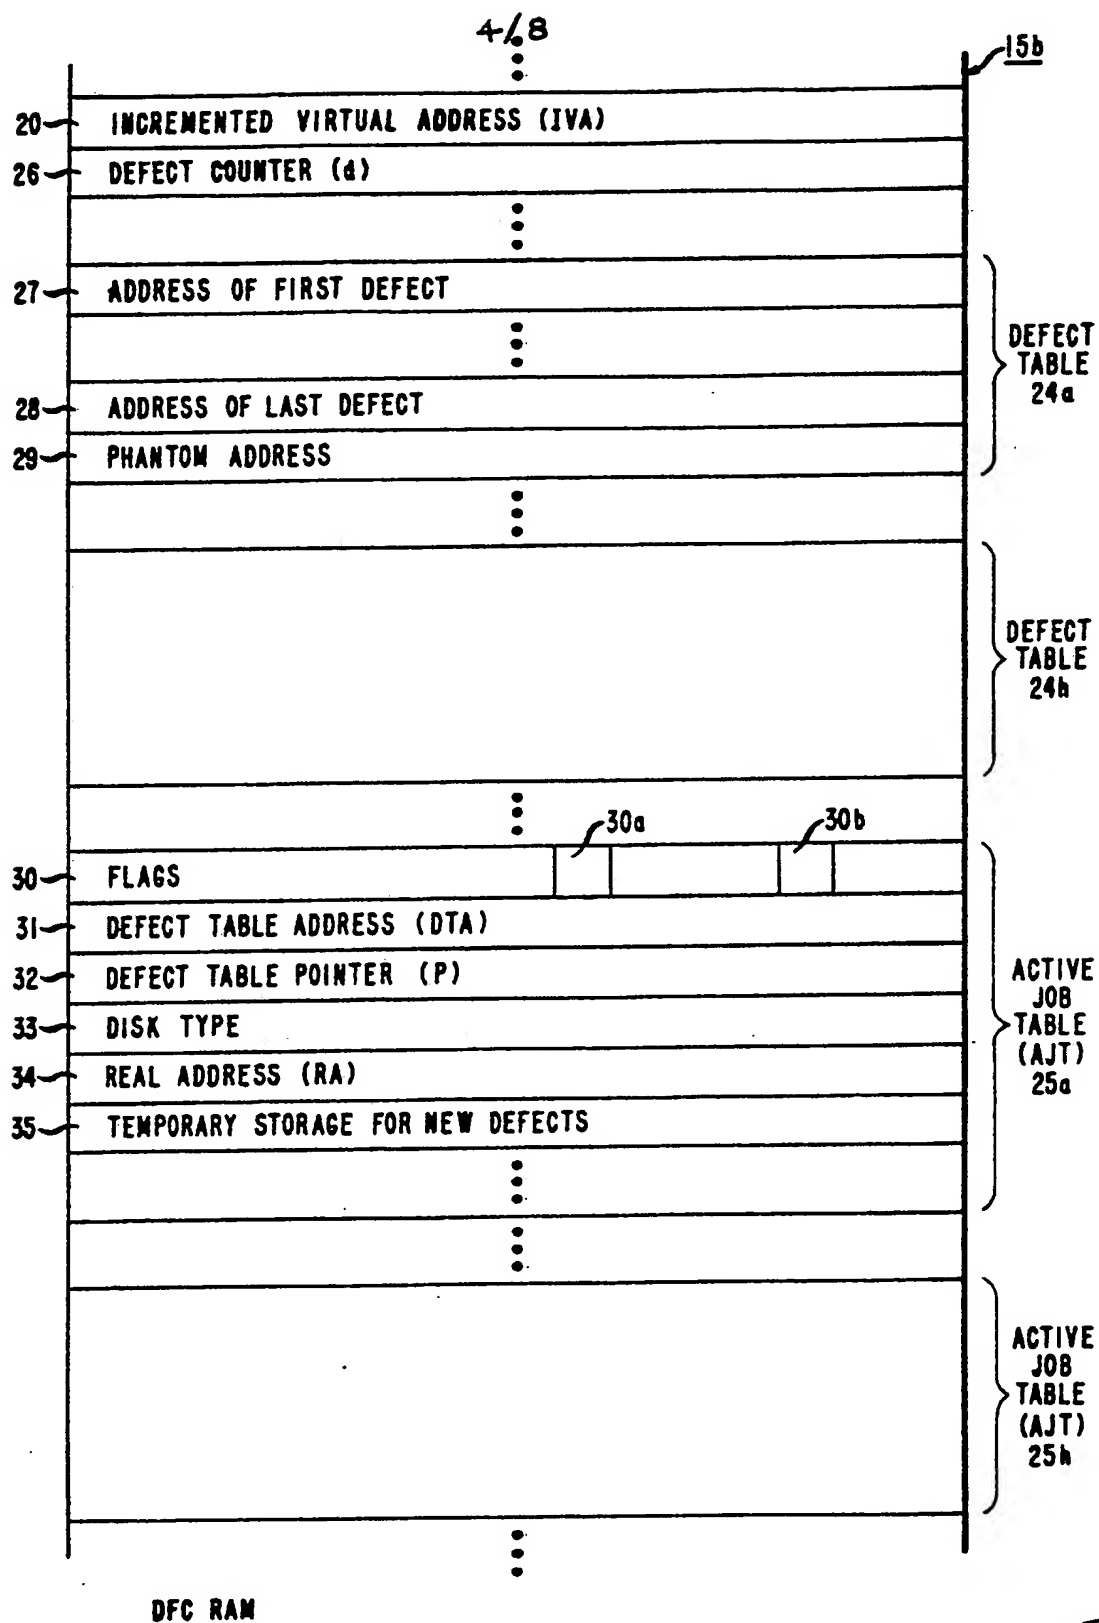 4/8
15b
20 INCREMENTED VIRTUAL ADDRESS (IVA)
26 DEFECT COUNTER (d)
27 ADDRESS OF FIRST DEFECT
28 ADDRESS OF LAST DEFECT
29 PHANTOM ADDRESS
DEFECT
TABLE
24a
DEFECT
TABLE
24h
30a 30b
30 FLAGS
31 DEFECT TABLE ADDRESS (DTA)
32 DEFECT TABLE POINTER (P)
33 DISK TYPE
34 REAL ADDRESS (RA)
35 TEMPORARY STORAGE FOR NEW DEFECTS
ACTIVE
JOB
TABLE
(AJT)
25a
ACTIVE
JOB
TABLE
(AJT)
25h
DFC RAM